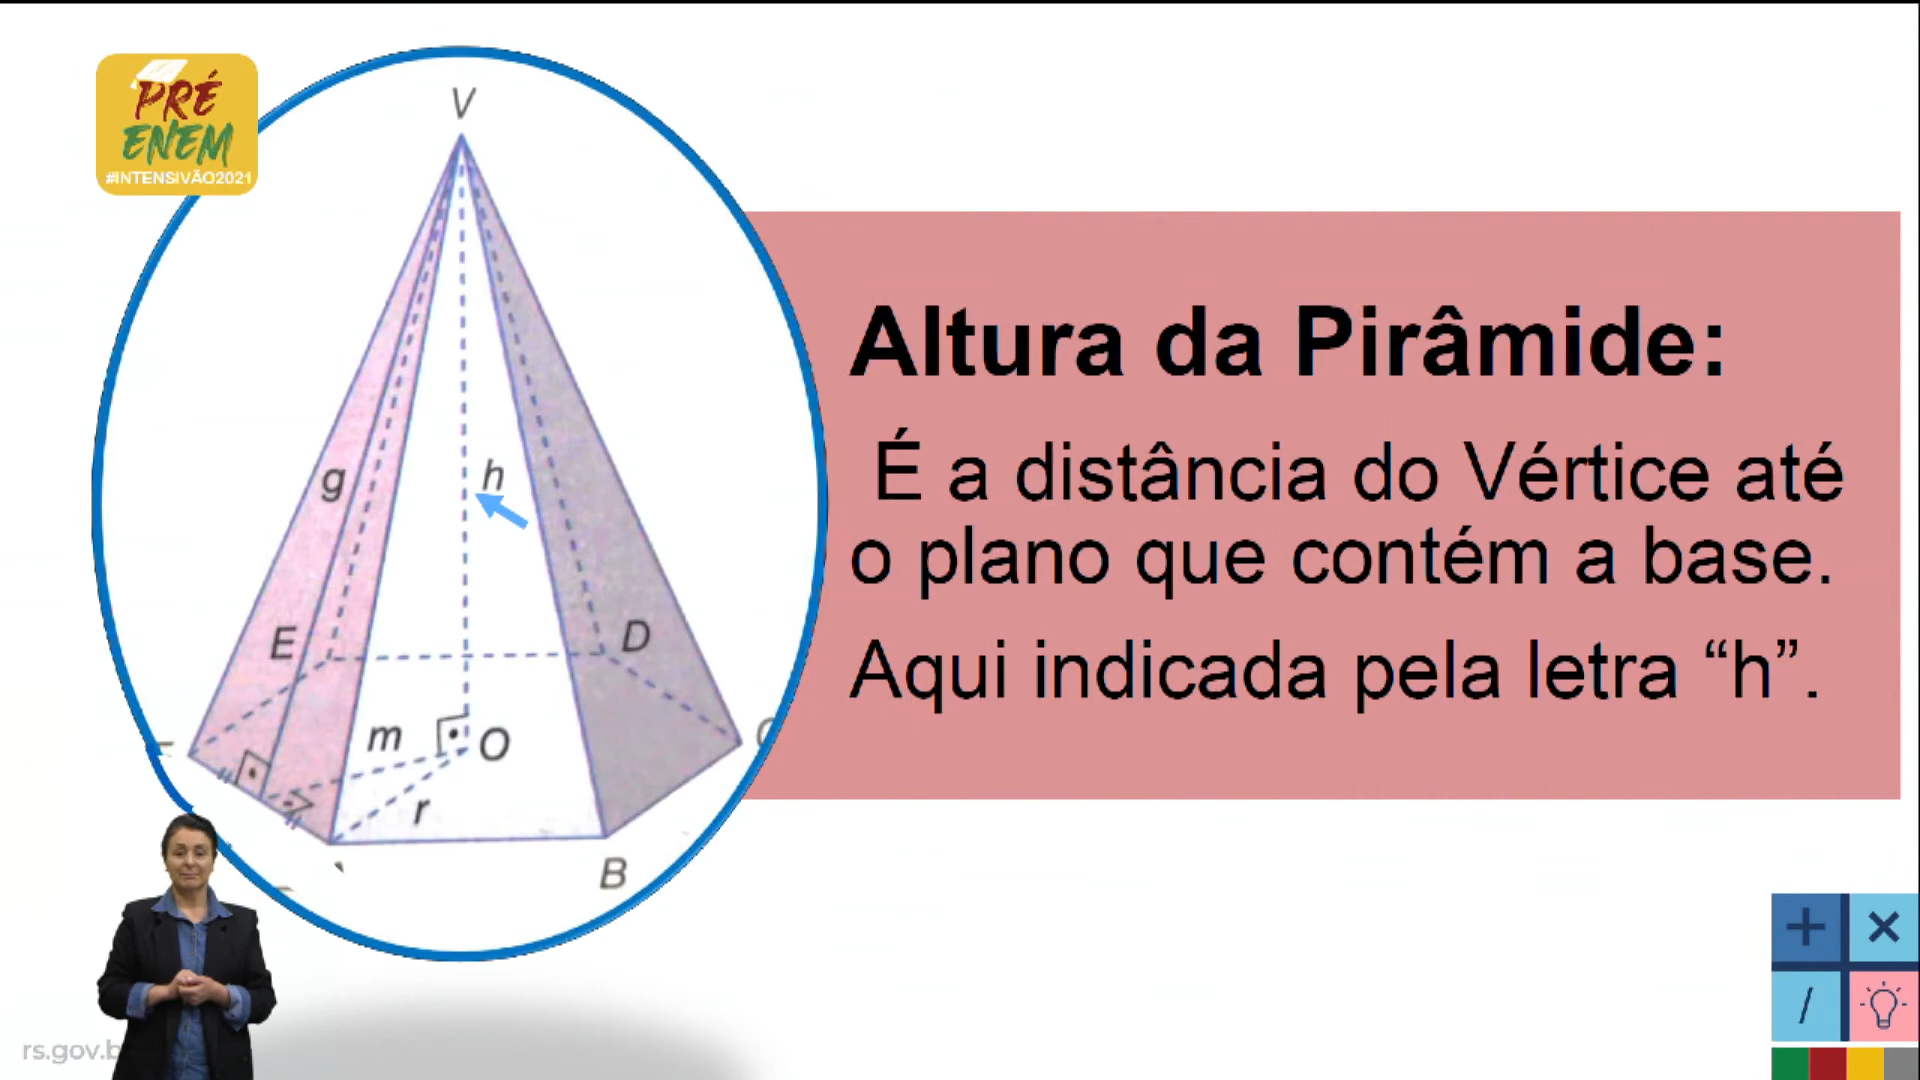 PRÉ
ENEM
#INTENSIVÃO2021
V
g
h
E
D
m
O
r
B
Altura da Pirâmide:
É a distância do Vértice até
o plano que contém a base.
Aqui indicada pela letra “h”.
rs.gov.b